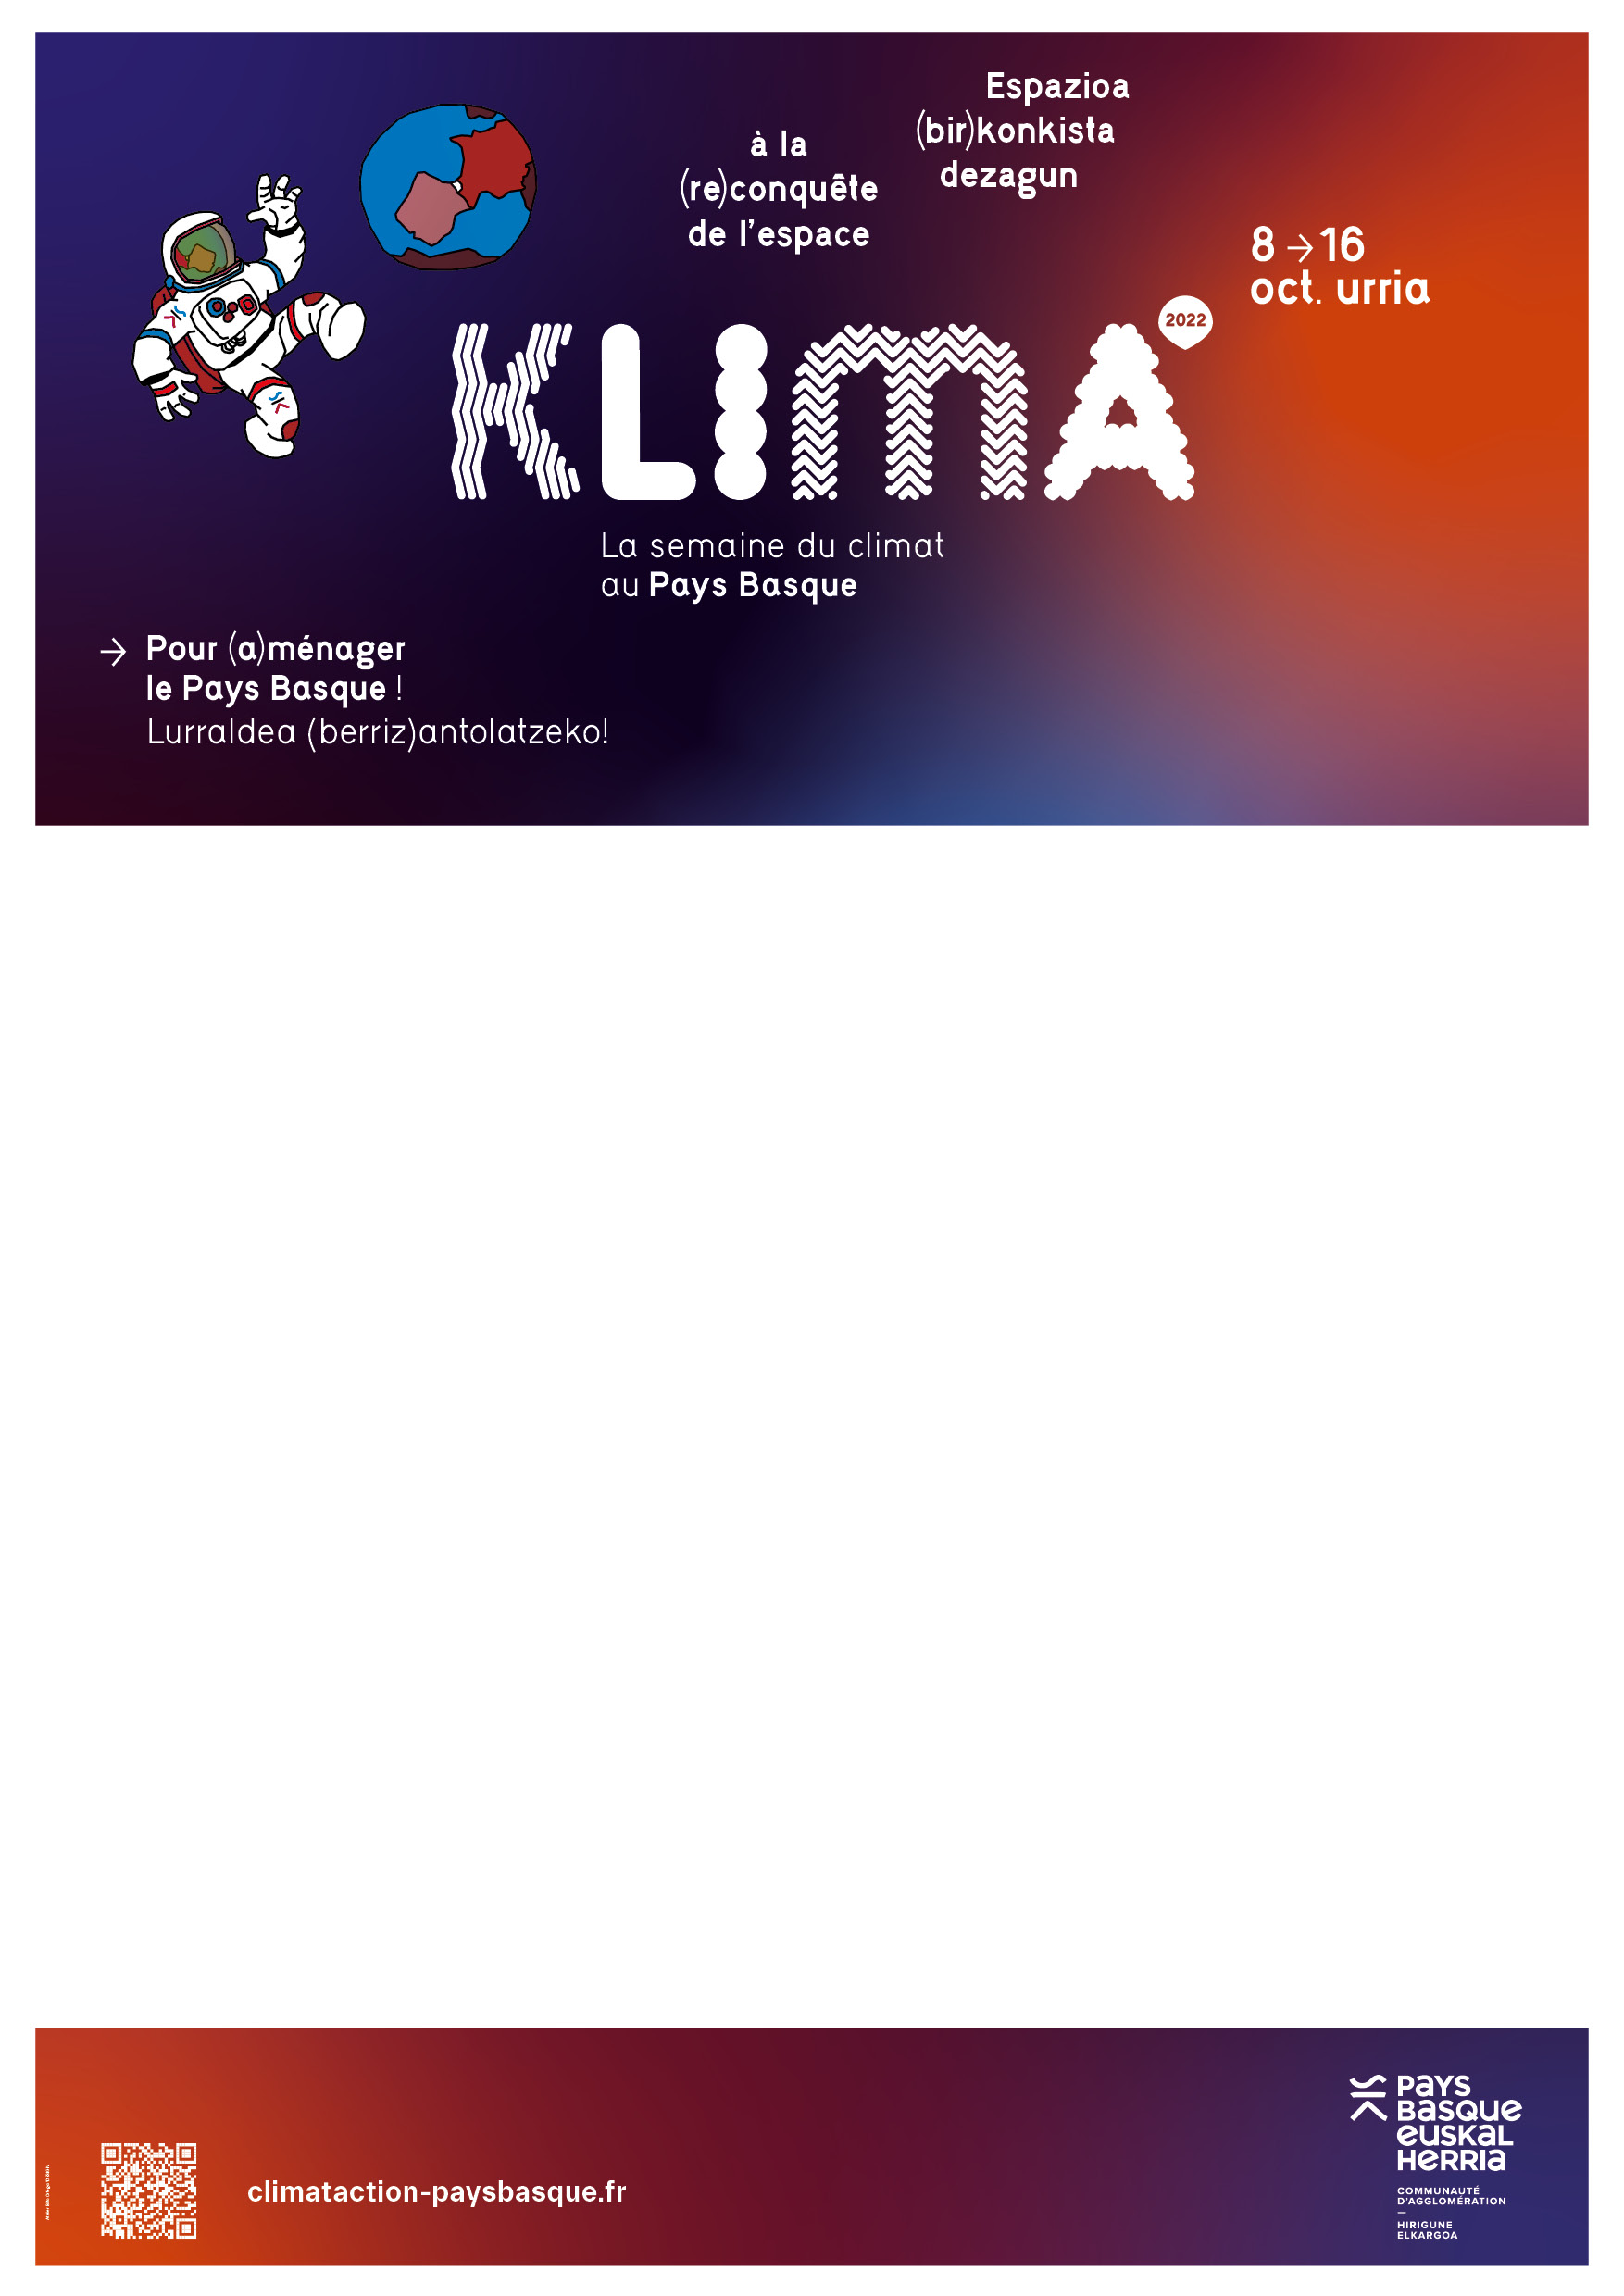 à la
(re)conquête
de l'espace
Espazioa
(bir)konkista
dezagun
8 → 16
oct. urria
KLIMA
2022
La semaine du climat
au Pays Basque
→ Pour (a)ménager
le Pays Basque !
Lurraldea (berriz)antolatzeko!
climataction-paysbasque.fr
PAYS
BASQUE
EUSKAL
HERRIA
COMMUNAUTÉ
D'AGGLOMÉRATION
—
HIRIGUNE
ELKARGOA